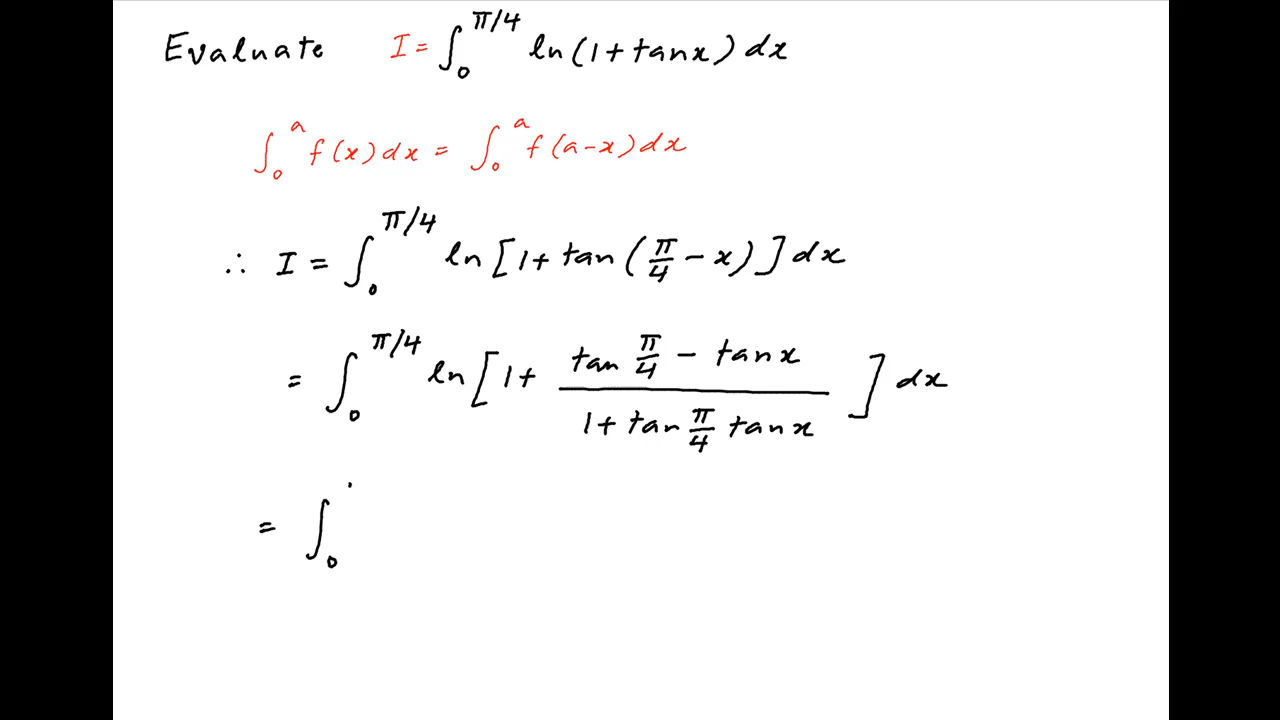 Evaluate I = ∫₀^{π/4} ln(1+tanx) dx
∫₀^{a} f(x) dx = ∫₀^{a} f(a-x) dx
∴ I = ∫₀^{π/4} ln[1+ tan(π/4 - x)] dx
= ∫₀^{π/4} ln[1+ (tan π/4 - tanx)/(1+ tan π/4 tanx)] dx
= ∫₀